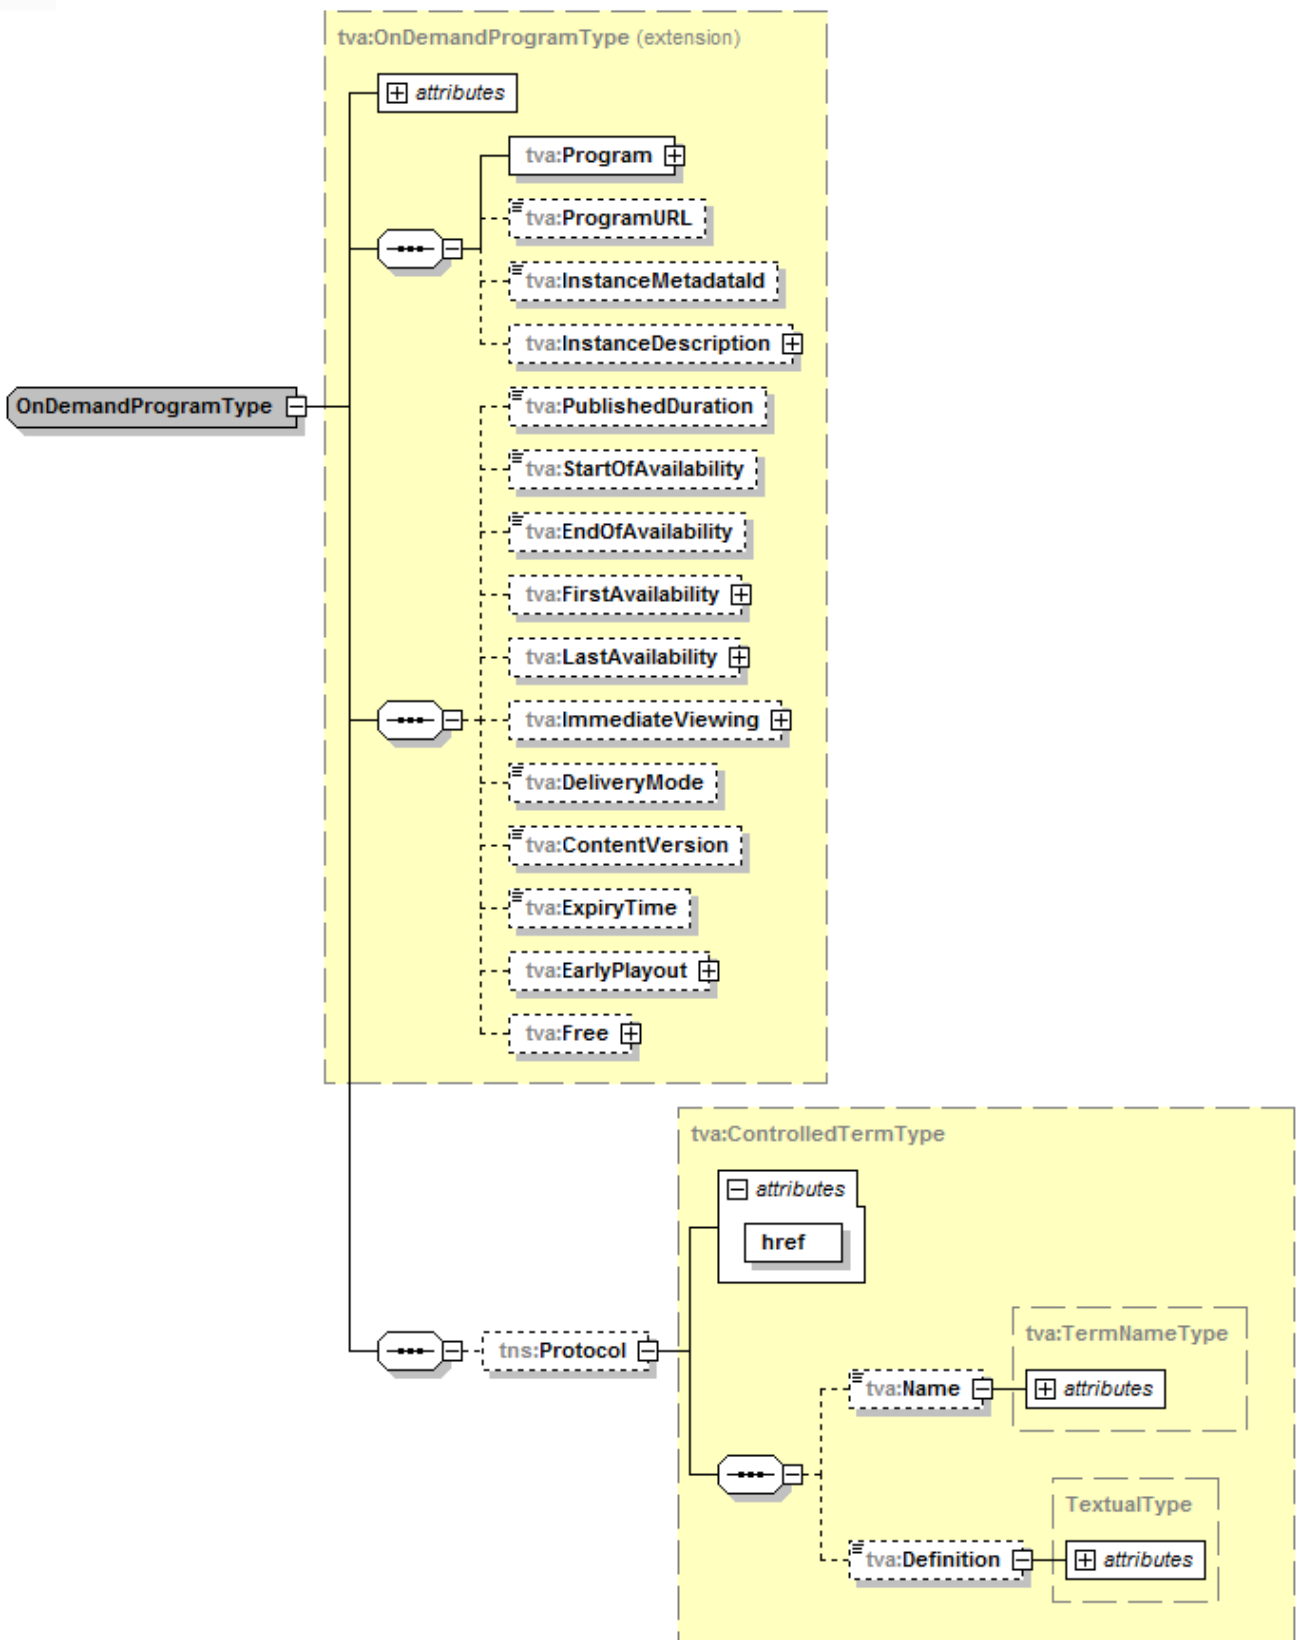 tva:OnDemandProgramType (extension)
attributes
tva:Program
tva:ProgramURL
tva:InstanceMetadataId
tva:InstanceDescription
OnDemandProgramType
tva:PublishedDuration
tva:StartOfAvailability
tva:EndOfAvailability
tva:FirstAvailability
tva:LastAvailability
tva:ImmediateViewing
tva:DeliveryMode
tva:ContentVersion
tva:ExpiryTime
tva:EarlyPlayout
tva:Free
tva:ControlledTermType
attributes
href
tns:Protocol
tva:TermNameType
tva:Name
attributes
TextualType
tva:Definition
attributes